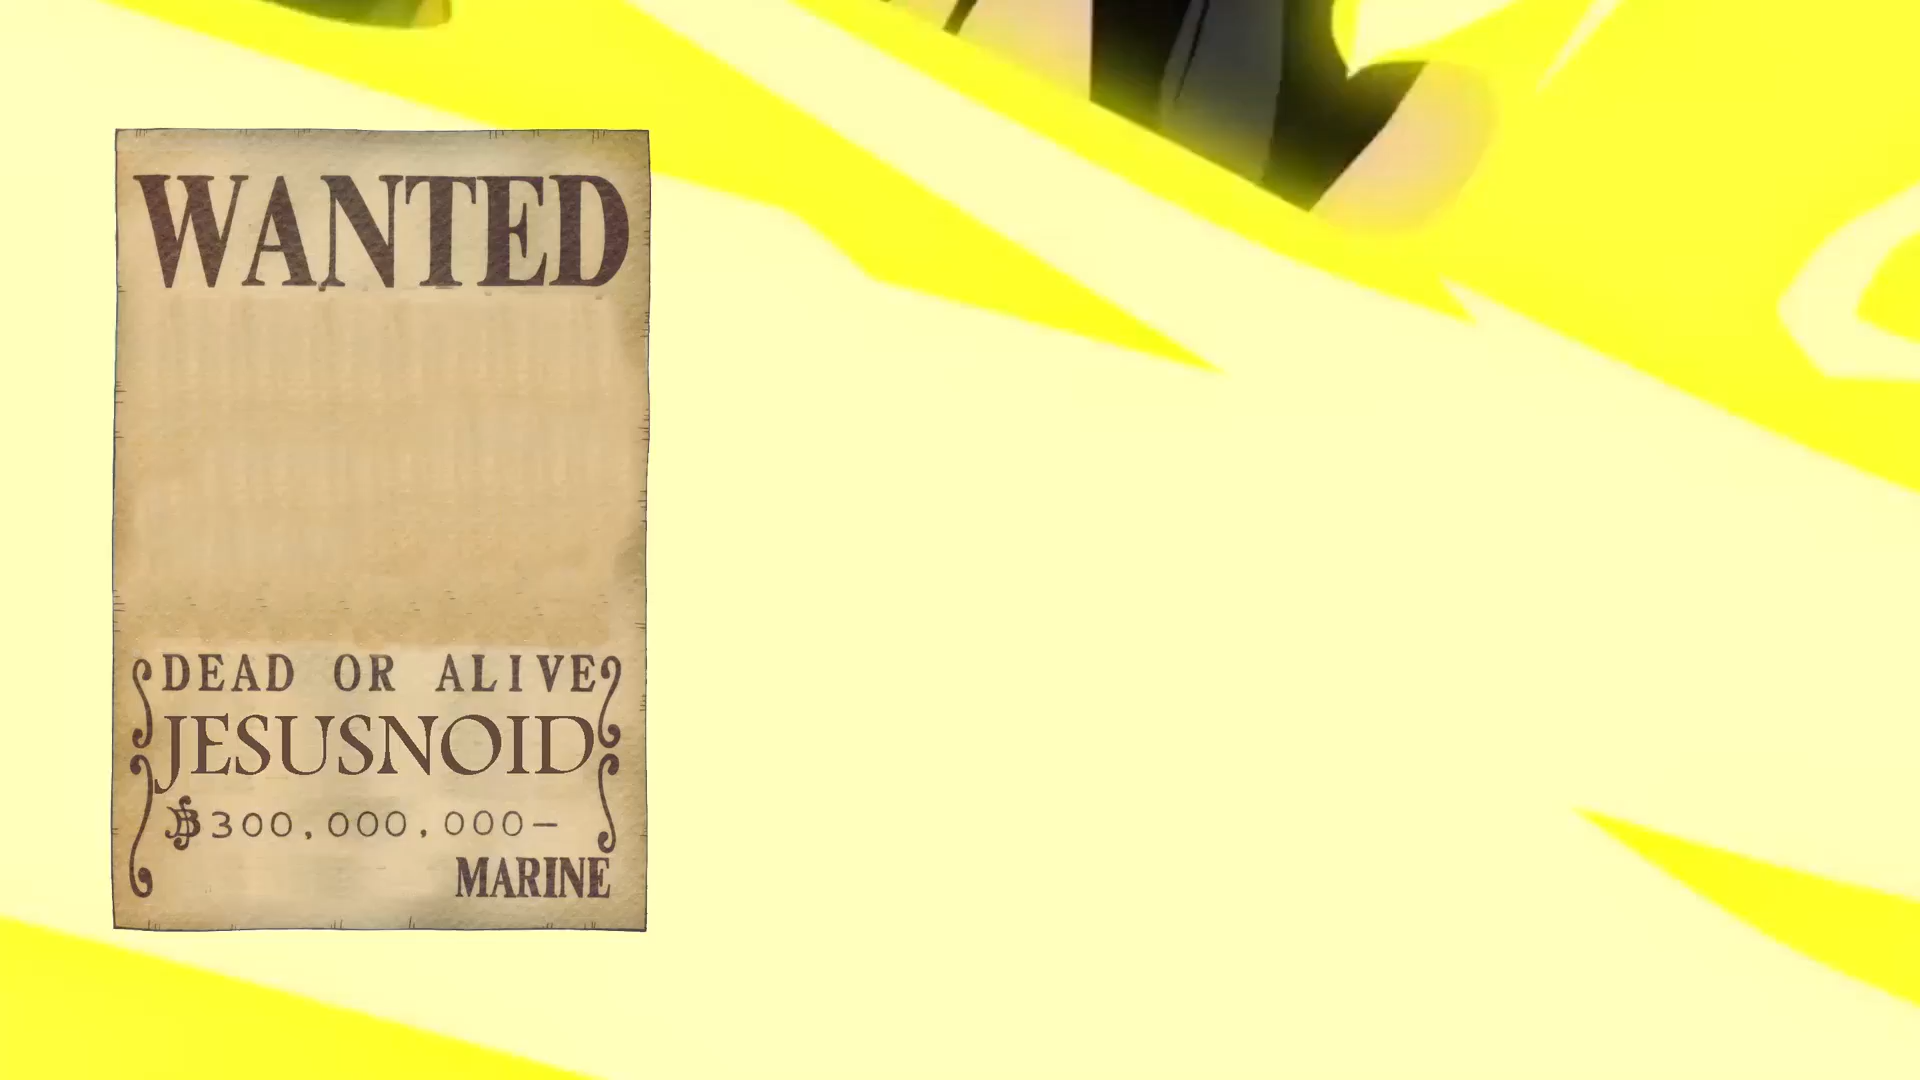 WANTED
DEAD OR ALIVE
JESUSNOID
฿300,000,000—
MARINE